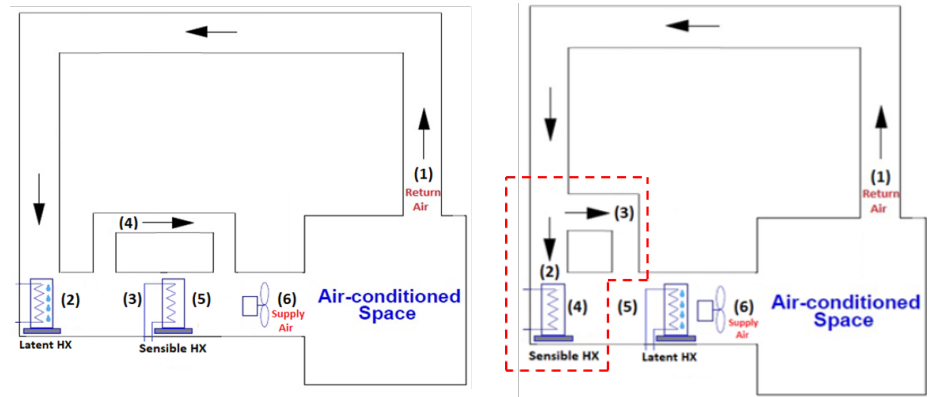 (1)
Return
Air
(4)
(2)
(3)
(5)
(6)
Supply
Air
Air-conditioned
Space
Latent HX
Sensible HX
(1)
Return
Air
(3)
(2)
(4)
(5)
(6)
Supply
Air
Air-conditioned
Space
Sensible HX
Latent HX